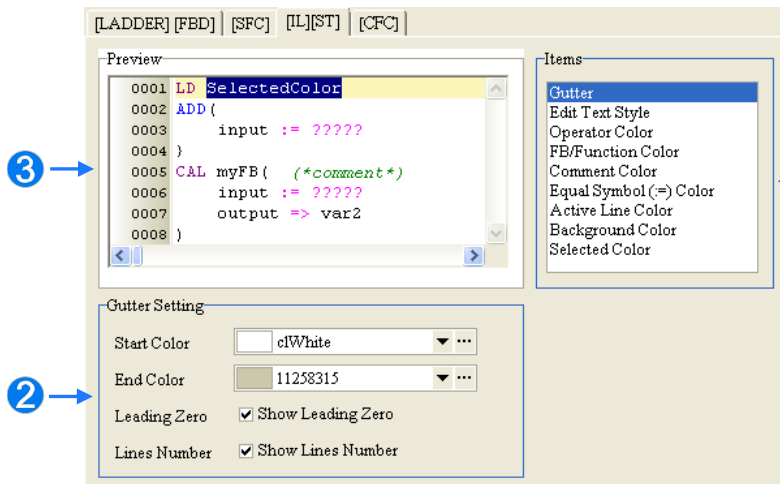 [LADDER] [FBD] [SFC] [IL][ST] [CFC]
Preview
0001 LD SelectedColor
0002 ADD(
0003 input := ?????
0004 )
0005 CAL myFB( (*comment*)
0006 input := ?????
0007 output => var2
0008 )
Items
Gutter
Edit Text Style
Operator Color
FB/Function Color
Comment Color
Equal Symbol (:=) Color
Active Line Color
Background Color
Selected Color
3
Gutter Setting
Start Color clWhite
End Color 11258315
Leading Zero Show Leading Zero
Lines Number Show Lines Number
2